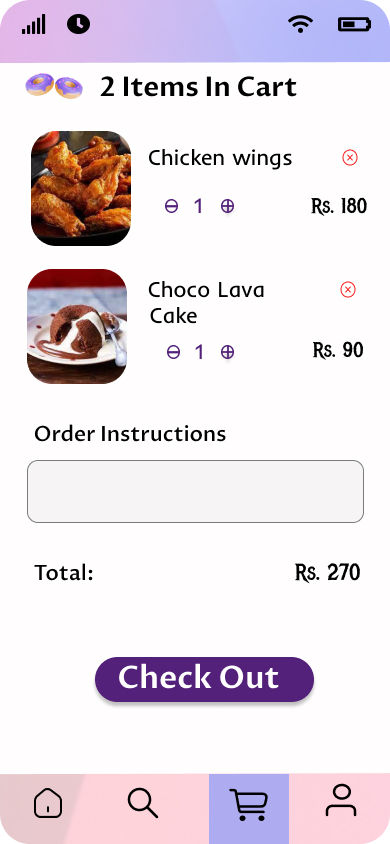 2 Items In Cart
Chicken wings
1
Rs. 180
Choco Lava
Cake
1
Rs. 90
Order Instructions
Total:
Rs. 270
Check Out